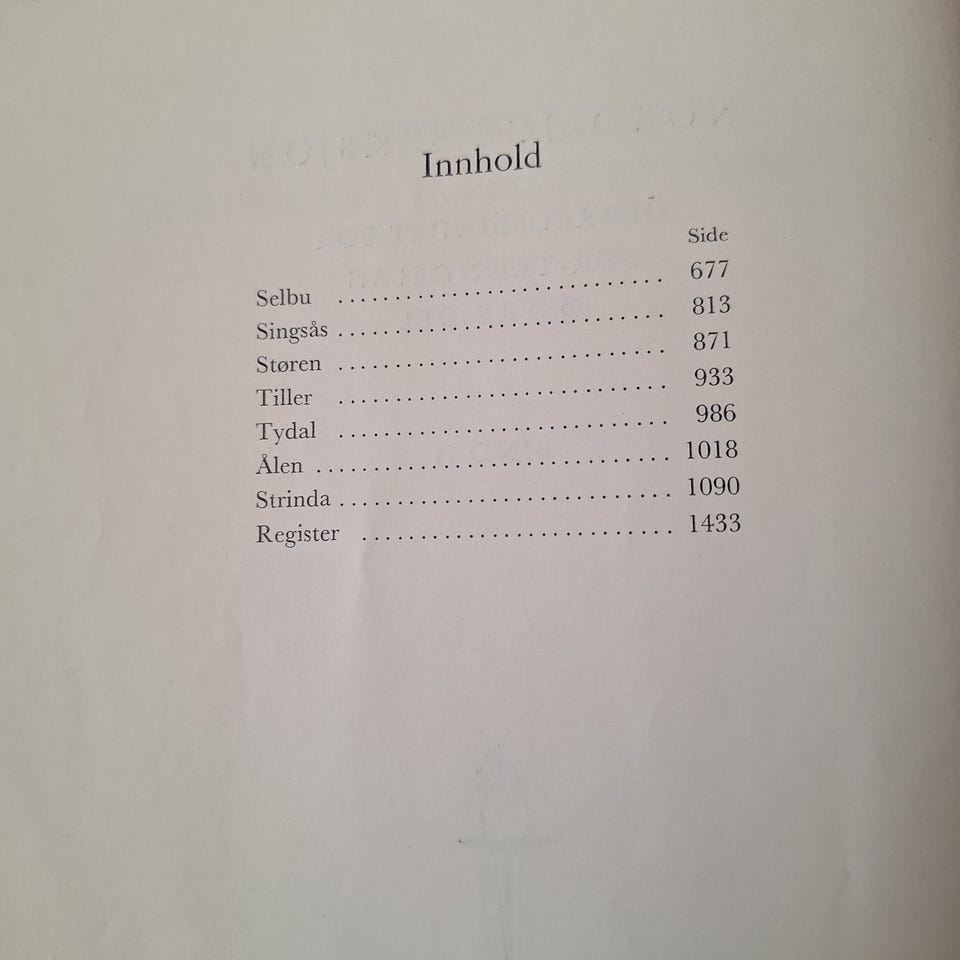 Innhold
Side
Selbu ................................ 677
Singsås ................................ 813
Støren ................................ 871
Tiller ................................ 933
Tydal ................................ 986
Ålen ................................ 1018
Strinda ................................ 1090
Register ................................ 1433